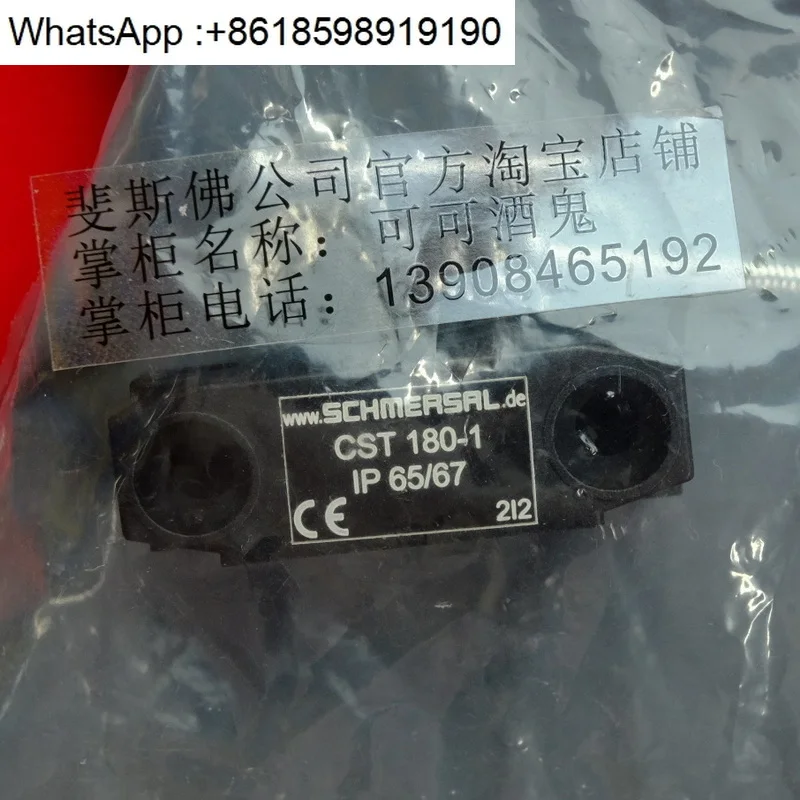 WhatsApp :+8618598919190
斐斯佛公司官方淘宝店铺
掌柜名称：可可酒鬼
掌柜电话：13908465192
www.SCHMERSAL.de
CST 180-1
IP 65/67
CE 2I2